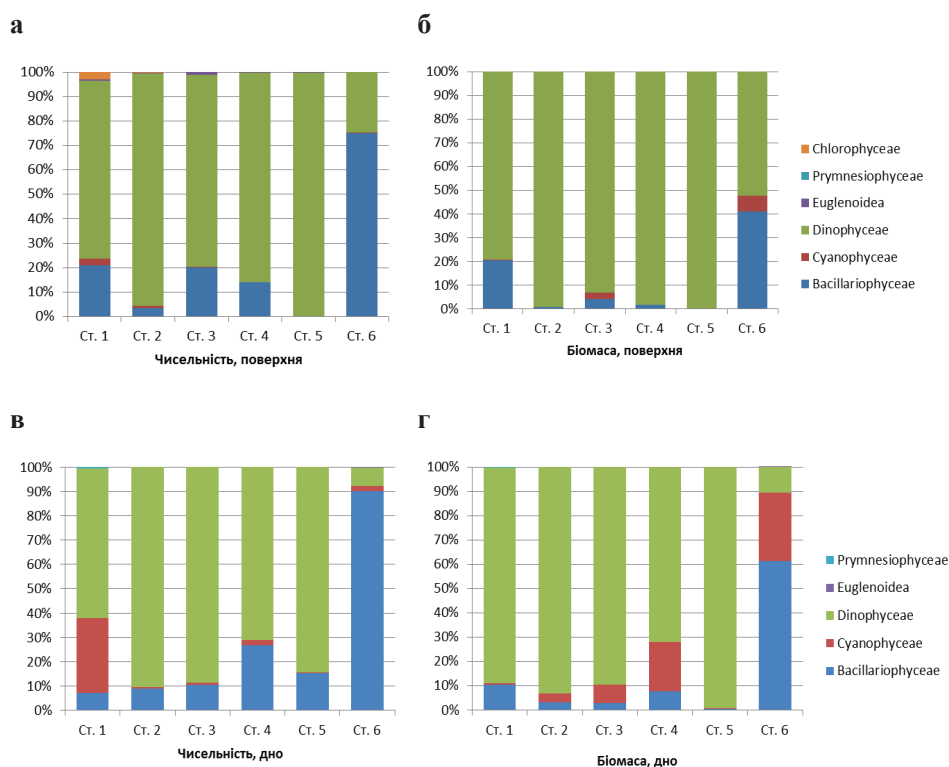 а
100%
90%
80%
70%
60%
50%
40%
30%
20%
10%
0%
Ст. 1 Ст. 2 Ст. 3 Ст. 4 Ст. 5 Ст. 6
Чисельність, поверхня
б
100%
90%
80%
70%
60%
50%
40%
30%
20%
10%
0%
Ст. 1 Ст. 2 Ст. 3 Ст. 4 Ст. 5 Ст. 6
Біомаса, поверхня
Chlorophyceae
Prymnesiophyceae
Euglenoidea
Dinophyceae
Cyanophyceae
Bacillariophyceae
в
100%
90%
80%
70%
60%
50%
40%
30%
20%
10%
0%
Ст. 1 Ст. 2 Ст. 3 Ст. 4 Ст. 5 Ст. 6
Чисельність, дно
г
100%
90%
80%
70%
60%
50%
40%
30%
20%
10%
0%
Ст. 1 Ст. 2 Ст. 3 Ст. 4 Ст. 5 Ст. 6
Біомаса, дно
Prymnesiophyceae
Euglenoidea
Dinophyceae
Cyanophyceae
Bacillariophyceae